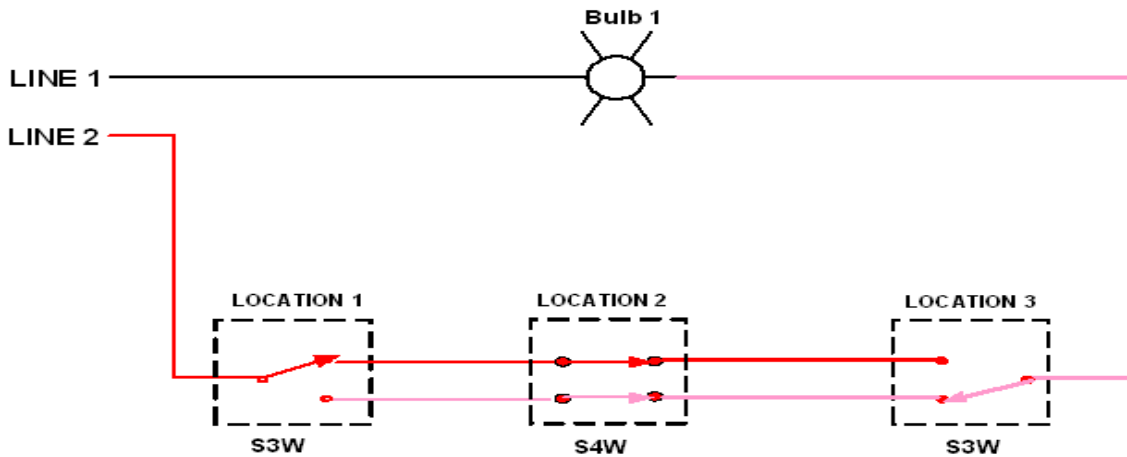 Bulb 1
LINE 1
LINE 2
LOCATION 1
LOCATION 2
LOCATION 3
S3W
S4W
S3W